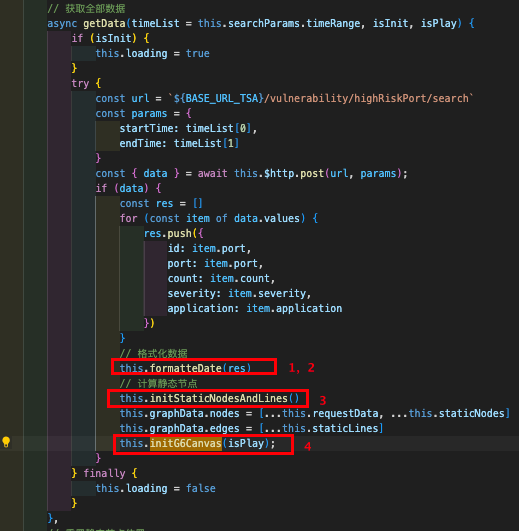 // 获取全部数据
async getData(timeList = this.searchParams.timeRange, isInit, isPlay) {
if (isInit) {
this.loading = true
}
try {
const url = `${BASE_URL_TSA}/vulnerability/highRiskPort/search`
const params = {
startTime: timeList[0],
endTime: timeList[1]
}
const { data } = await this.$http.post(url, params);
if (data) {
const res = []
for (const item of data.values) {
res.push({
id: item.port,
port: item.port,
count: item.count,
severity: item.severity,
application: item.application
})
}
// 格式化数据
this.formatteDate(res) 1, 2
// 计算静态节点
this.initStaticNodesAndLines() 3
this.graphData.nodes = [...this.requestData, ...this.staticNodes]
this.graphData.edges = [...this.staticLines]
this.initG6Canvas(isPlay); 4
}
} finally {
this.loading = false
}
},